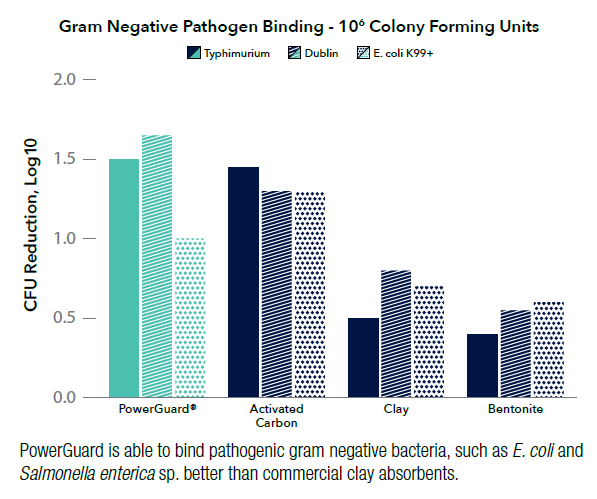 Gram Negative Pathogen Binding - 10⁶ Colony Forming Units
Typhimurium Dublin E. coli K99+
CFU Reduction, Log10
2.0
1.5
1.0
0.5
0.0
PowerGuard® Activated Carbon Clay Bentonite
PowerGuard is able to bind pathogenic gram negative bacteria, such as E. coli and
Salmonella enterica sp. better than commercial clay absorbents.